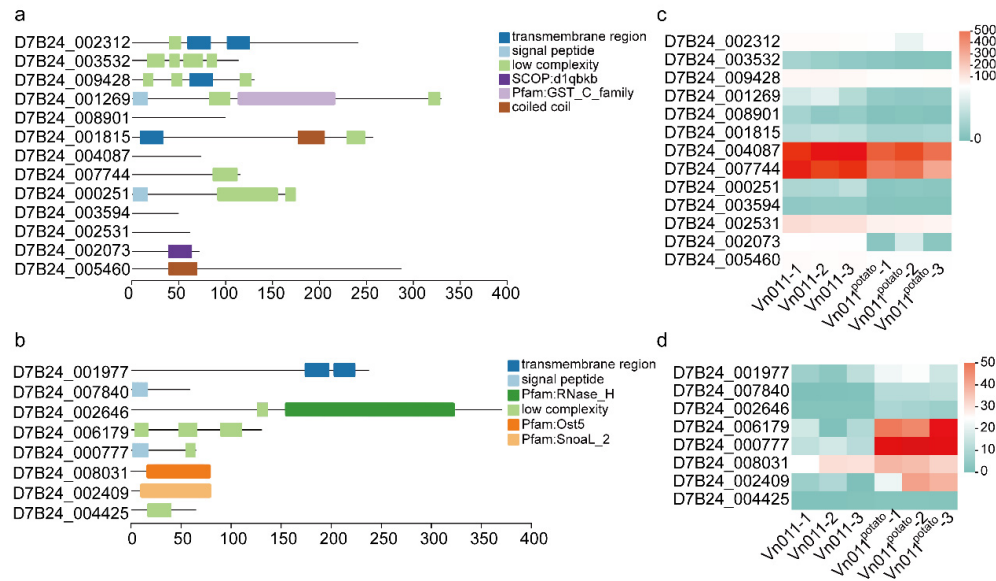 a
D7B24_002312
D7B24_003532
D7B24_009428
D7B24_001269
D7B24_008901
D7B24_001815
D7B24_004087
D7B24_007744
D7B24_000251
D7B24_003594
D7B24_002531
D7B24_002073
D7B24_005460
0 50 100 150 200 250 300 350 400
transmembrane region
signal peptide
low complexity
SCOP:d1qbkb
Pfam:GST_C_family
coiled coil
c
D7B24_002312
D7B24_003532
D7B24_009428
D7B24_001269
D7B24_008901
D7B24_001815
D7B24_004087
D7B24_007744
D7B24_000251
D7B24_003594
D7B24_002531
D7B24_002073
D7B24_005460
Vn011-1
Vn011-2
Vn011-3
Vn011potato-1
Vn011potato-2
Vn011potato-3
500
400
300
200
100
0
b
D7B24_001977
D7B24_007840
D7B24_002646
D7B24_006179
D7B24_000777
D7B24_008031
D7B24_002409
D7B24_004425
0 50 100 150 200 250 300 350 400
transmembrane region
signal peptide
Pfam:RNase_H
low complexity
Pfam:Ost5
Pfam:SnoaL_2
d
D7B24_001977
D7B24_007840
D7B24_002646
D7B24_006179
D7B24_000777
D7B24_008031
D7B24_002409
D7B24_004425
Vn011-1
Vn011-2
Vn011-3
Vn011potato-1
Vn011potato-2
Vn011potato-3
50
40
30
20
10
0